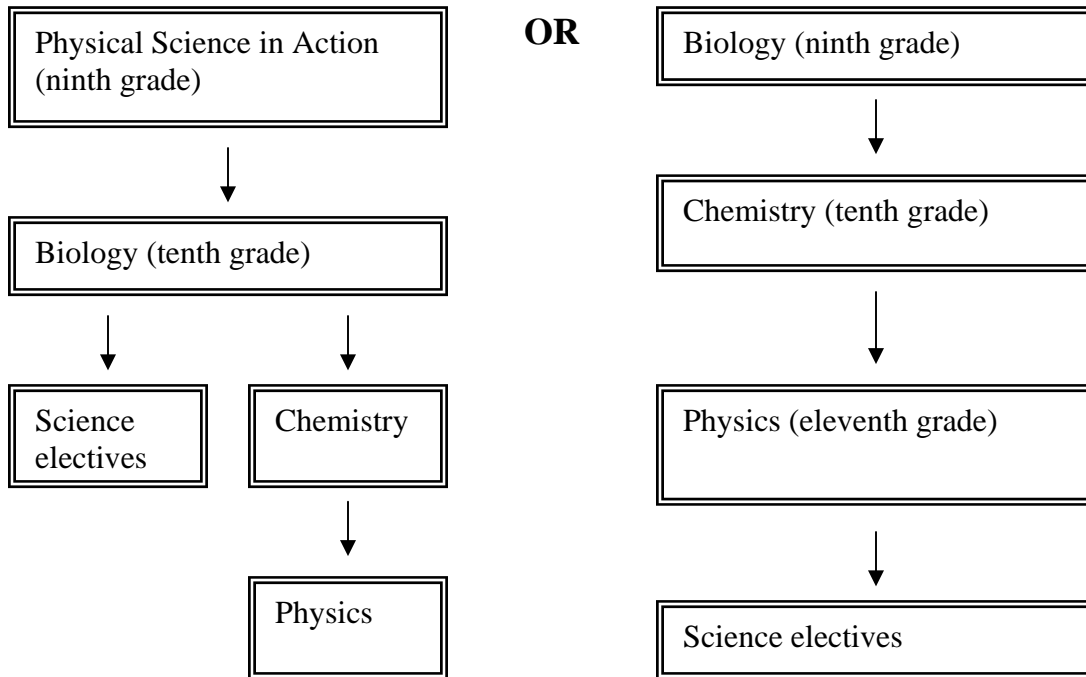 Physical Science in Action
(ninth grade)
Biology (tenth grade)
Science
electives
Chemistry
Physics
OR
Biology (ninth grade)
Chemistry (tenth grade)
Physics (eleventh grade)
Science electives